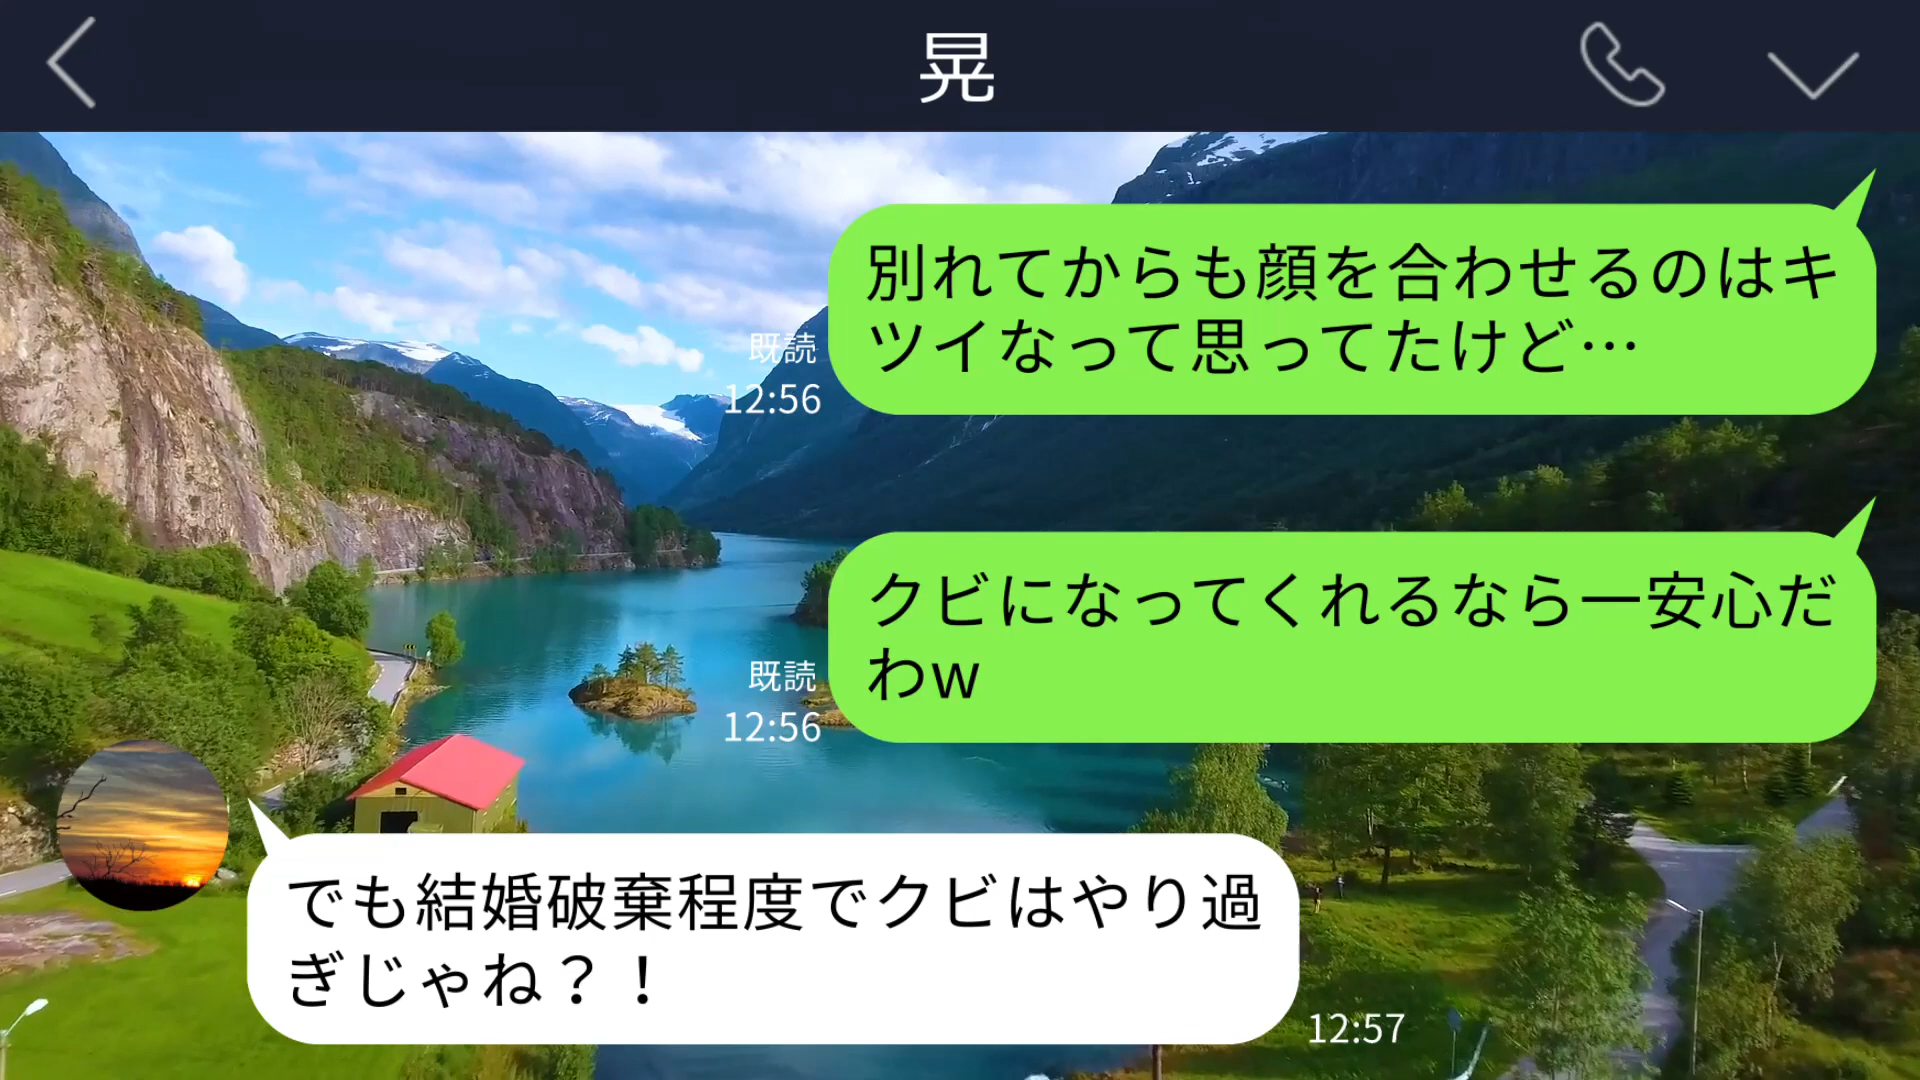 晃
別れてからも顔を合わせるのはキ
ツイなって思ってたけど…
既読
12:56
クビになってくれるなら一安心だ
わw
既読
12:56
でも結婚破棄程度でクビはやり過
ぎじゃね？！
12:57